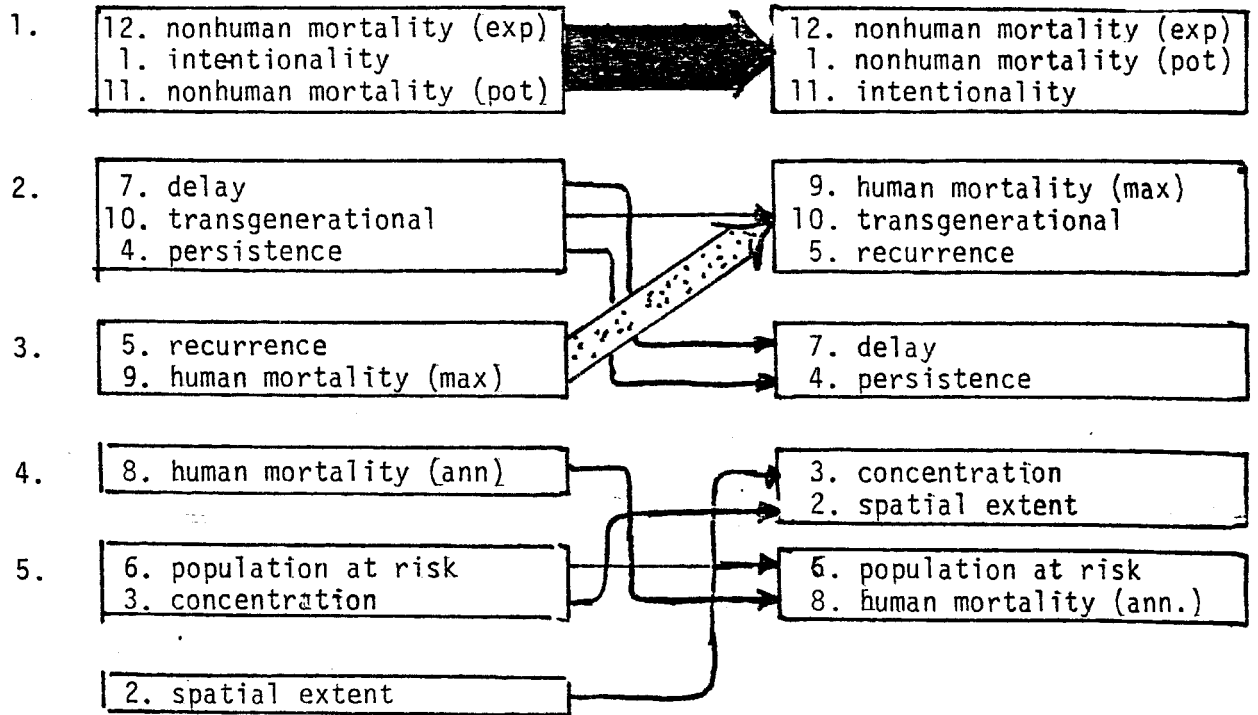 1.
12. nonhuman mortality (exp)
1. intentionality
11. nonhuman mortality (pot)
12. nonhuman mortality (exp)
1. nonhuman mortality (pot)
11. intentionality
2.
7. delay
10. transgenerational
4. persistence
9. human mortality (max)
10. transgenerational
5. recurrence
3.
5. recurrence
9. human mortality (max)
7. delay
4. persistence
4.
8. human mortality (ann)
3. concentration
2. spatial extent
5.
6. population at risk
3. concentration
6. population at risk
8. human mortality (ann.)
2. spatial extent